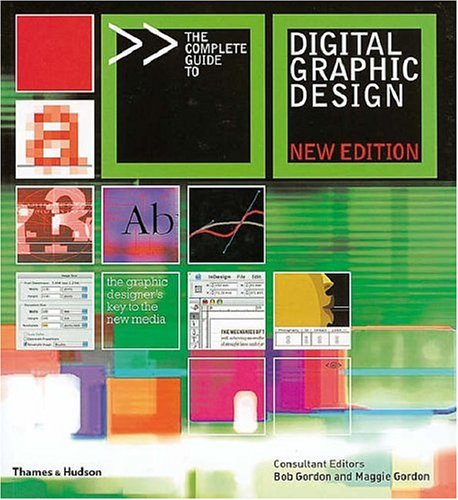 THE
COMPLETE
GUIDE
TO
DIGITAL
GRAPHIC
DESIGN
NEW EDITION
a
Ab
the graphic
designer's
key to the
new media
InDesign File Edit
THE MECHANICS OF
Thames & Hudson
Consultant Editors
Bob Gordon and Maggie Gordon